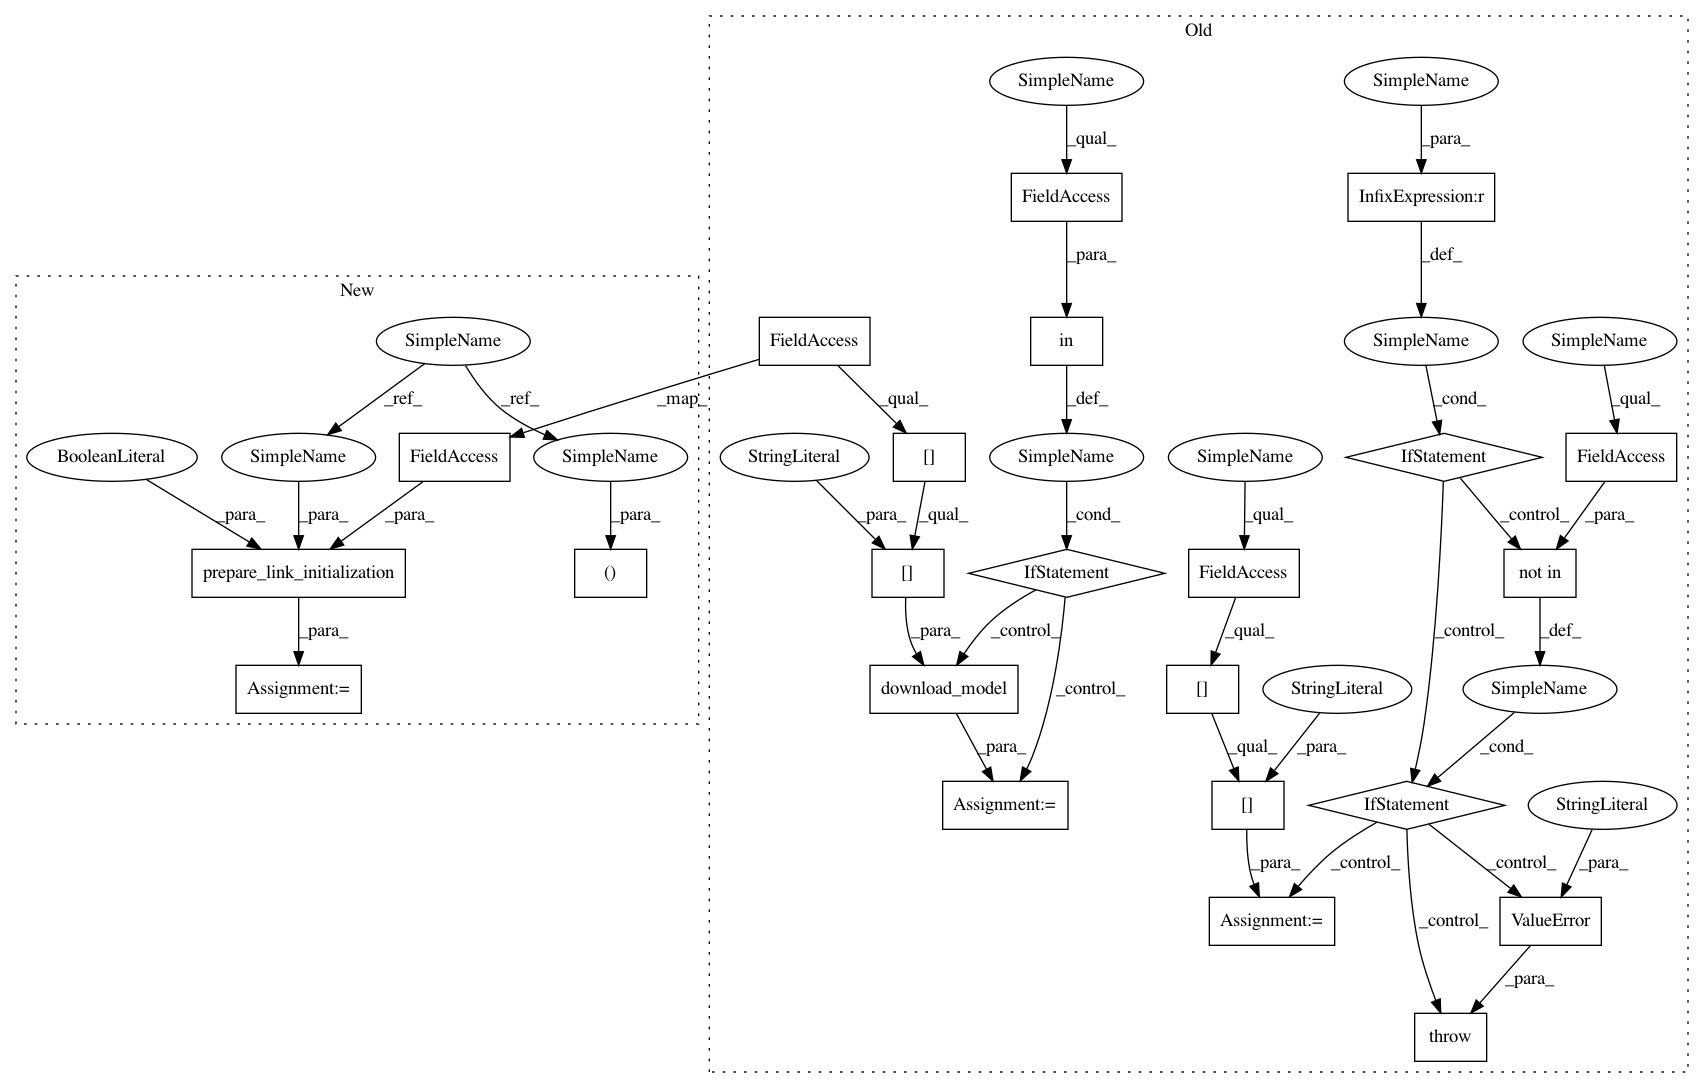 Old
SimpleName
SimpleName
_qual_
_para_
FieldAccess
InfixExpression:r
_para_
_def_
New
SimpleName
FieldAccess
in
SimpleName
SimpleName
_ref_
_ref_
_map_
_qual_
_def_
_cond_
_qual_
BooleanLiteral
SimpleName
FieldAccess
SimpleName
StringLiteral
[]
SimpleName
SimpleName
IfStatement
FieldAccess
_para_
_para_
_para_
_para_
_para_
_qual_
_cond_
_qual_
_control_
_para_
prepare_link_initialization
()
[]
IfStatement
FieldAccess
not in
_para_
_para_
_control_
_qual_
_control_
_def_
Assignment:=
download_model
_control_
[]
StringLiteral
SimpleName
_para_
_qual_
_para_
_cond_
Assignment:=
[]
IfStatement
StringLiteral
_para_
_control_
_control_
_para_
Assignment:=
_control_
ValueError
_para_
throw